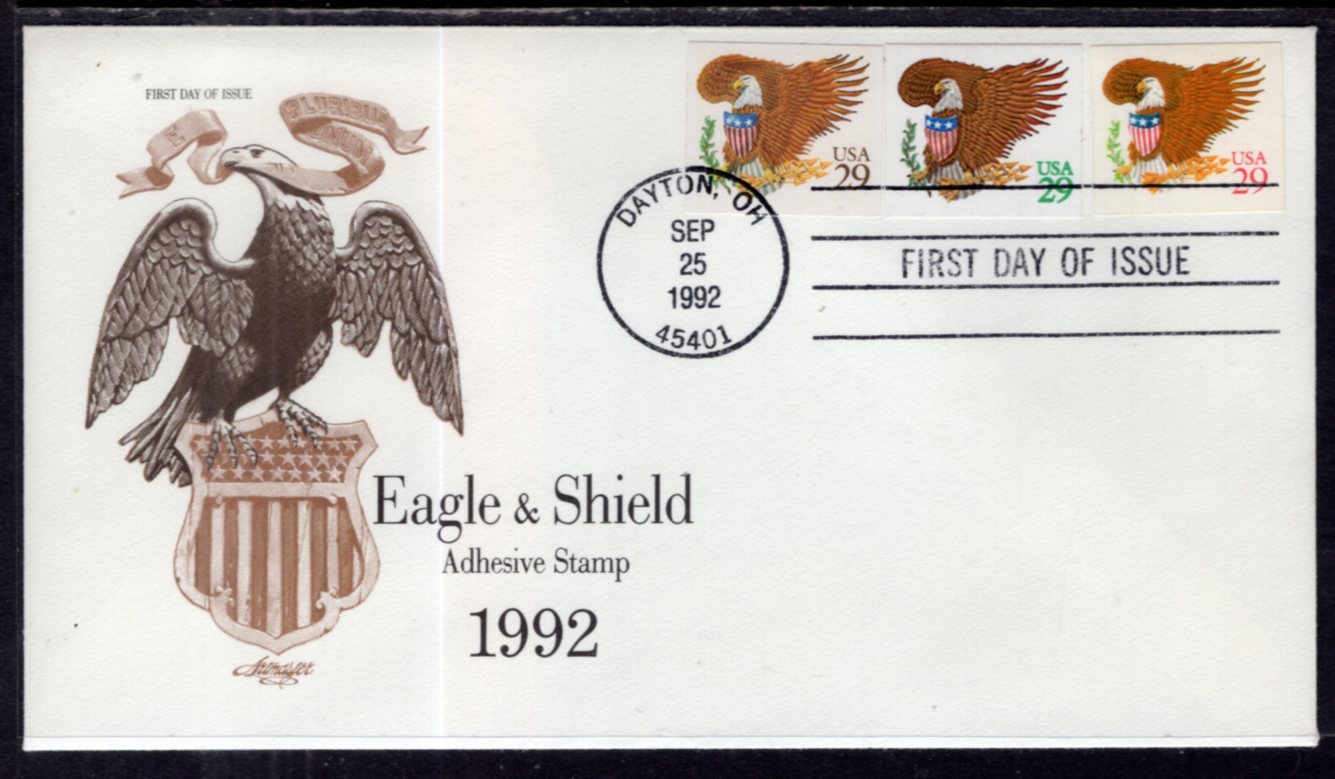 FIRST DAY OF ISSUE
E PLURIBUS UNUM
USA
29
USA
29
USA
29
DAYTON, OH
SEP
25
1992
45401
FIRST DAY OF ISSUE
Eagle & Shield
Adhesive Stamp
1992
Artmaster